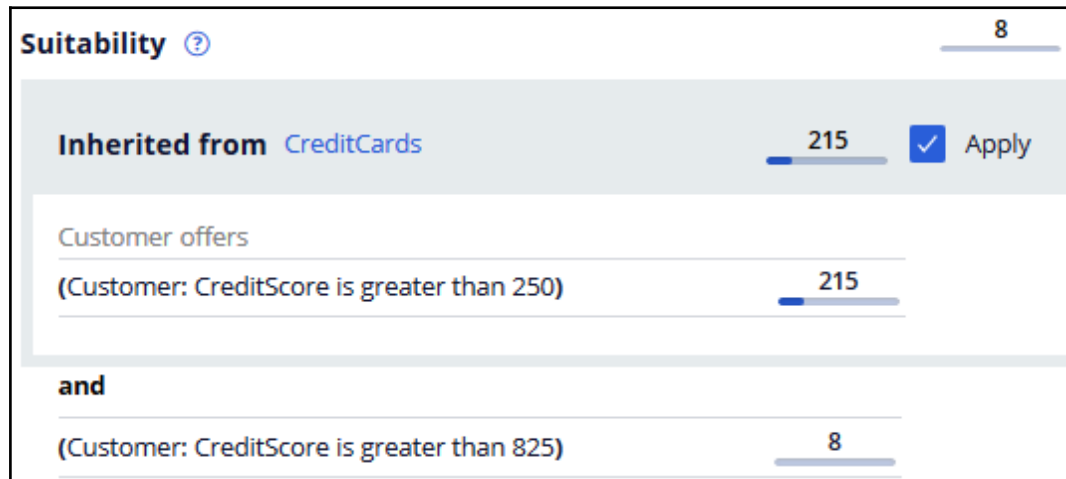 Suitability ? 8
Inherited from CreditCards 215 Apply
Customer offers
(Customer: CreditScore is greater than 250) 215
and
(Customer: CreditScore is greater than 825) 8